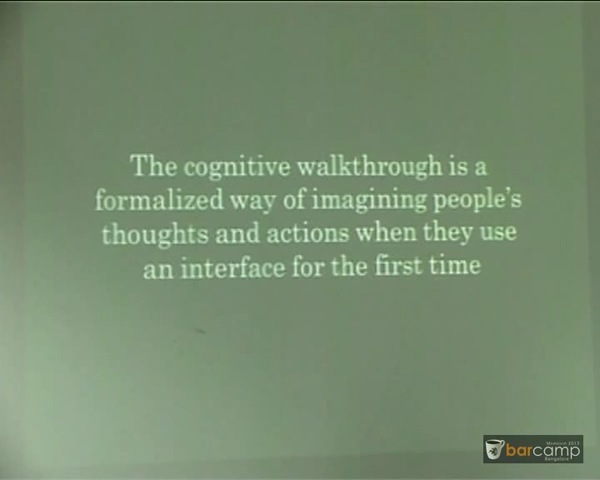 The cognitive walkthrough is a
formalized way of imagining people's
thoughts and actions when they use
an interface for the first time
barcamp
Bangalore